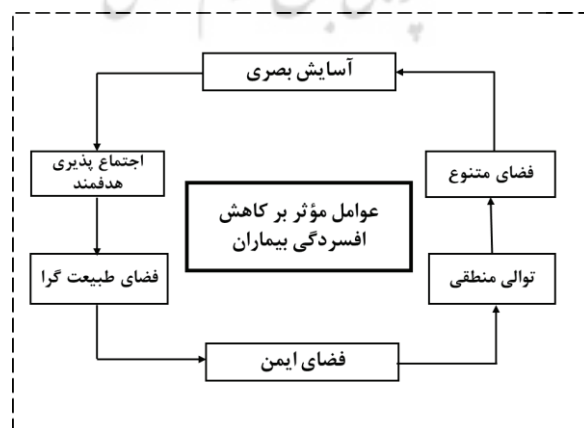 آسایش بصری
اجتماع پذیری
هدفمند
فضای متنوع
عوامل مؤثر بر کاهش
افسردگی بیماران
فضای طبیعت گرا
توالی منطقی
فضای ایمن